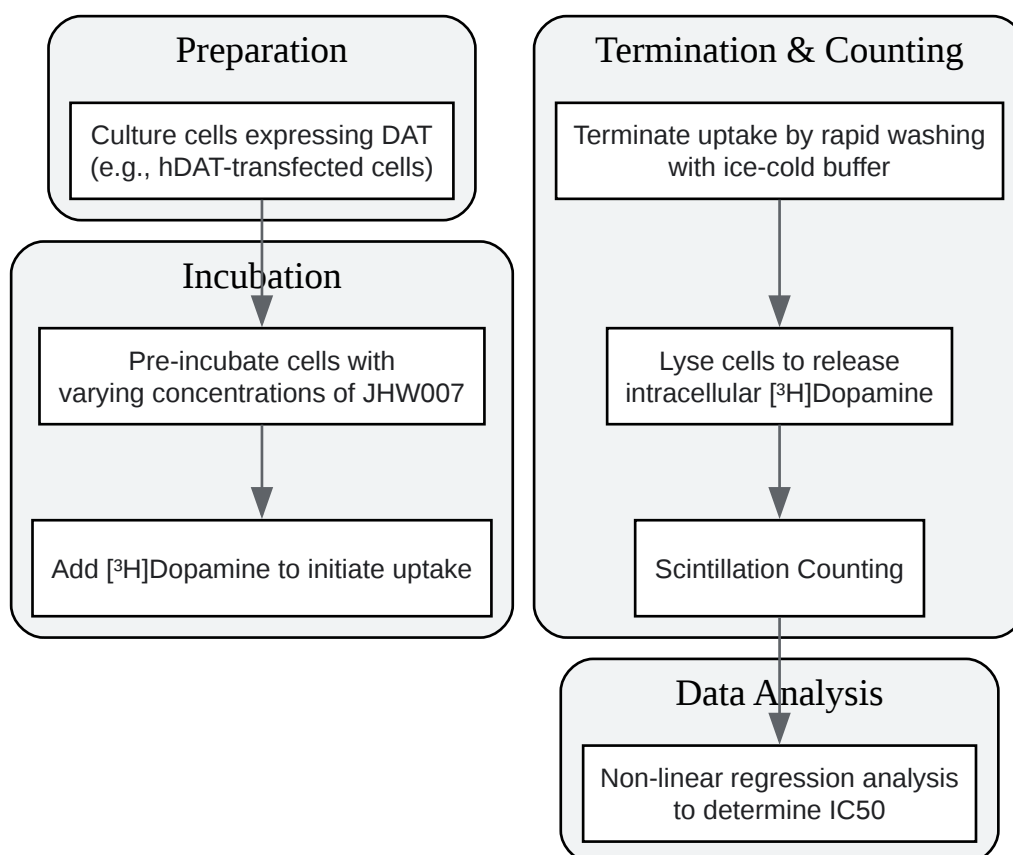 Preparation
Culture cells expressing DAT
(e.g., hDAT-transfected cells)
Incubation
Pre-incubate cells with
varying concentrations of JHW007
Add [³H]Dopamine to initiate uptake
Termination & Counting
Terminate uptake by rapid washing
with ice-cold buffer
Lyse cells to release
intracellular [³H]Dopamine
Scintillation Counting
Data Analysis
Non-linear regression analysis
to determine IC50